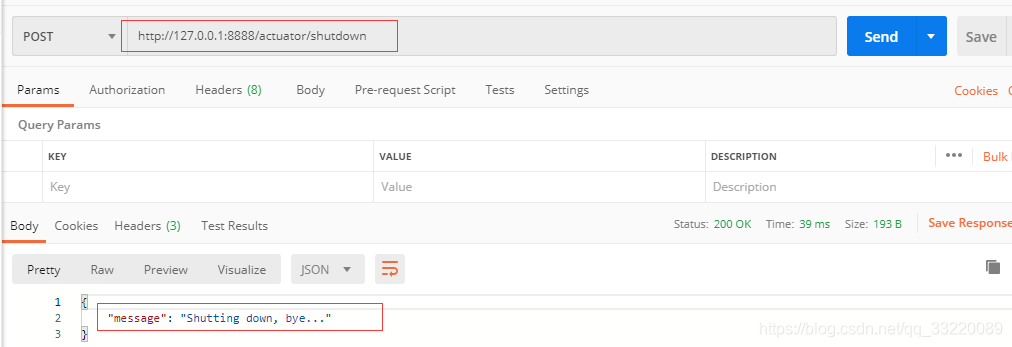 POST http://127.0.0.1:8888/actuator/shutdown Send Save
Params Authorization Headers (8) Body Pre-request Script Tests Settings Cookies
Query Params
KEY VALUE DESCRIPTION ••• Bulk
Key Value Description
Body Cookies Headers (3) Test Results Status: 200 OK Time: 39 ms Size: 193 B Save Response
Pretty Raw Preview Visualize JSON
1 {
2 "message": "Shutting down, bye..."
3 }
https://blog.csdn.net/qq_33220089